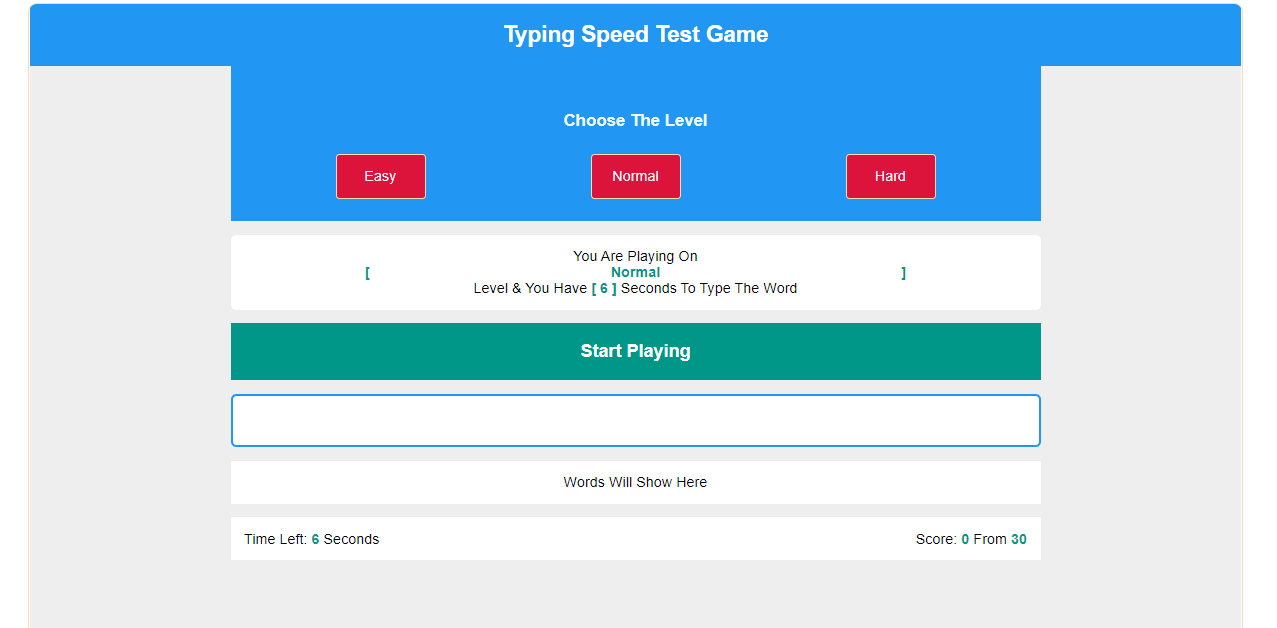 Typing Speed Test Game
Choose The Level
Easy Normal Hard
You Are Playing On
[ Normal ]
Level & You Have [ 6 ] Seconds To Type The Word
Start Playing
Words Will Show Here
Time Left: 6 Seconds Score: 0 From 30